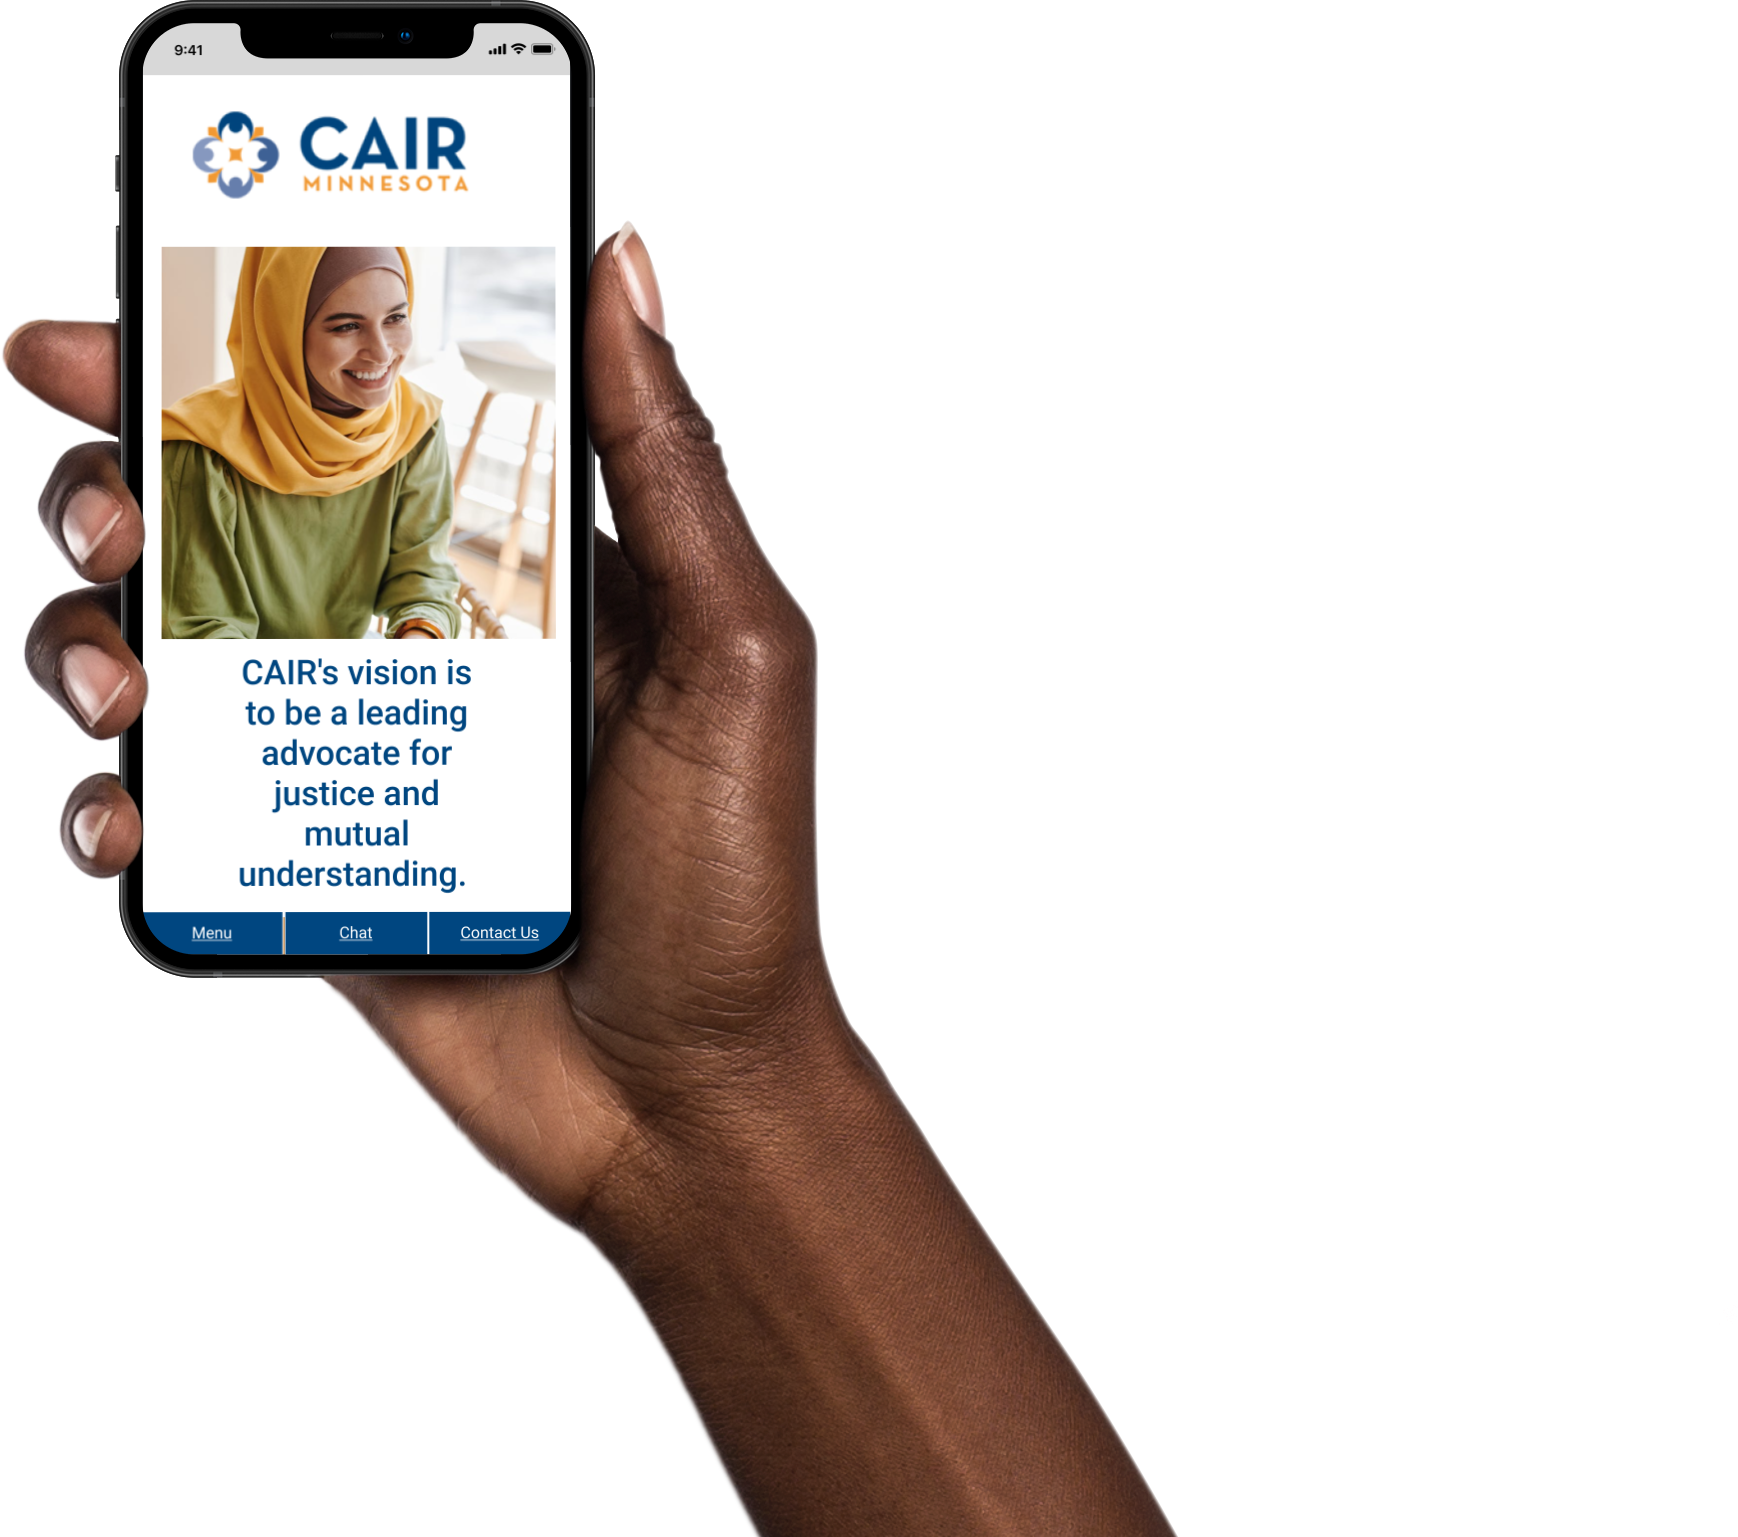 9:41
CAIR
MINNESOTA
CAIR's vision is
to be a leading
advocate for
justice and
mutual
understanding.
Menu
Chat
Contact Us